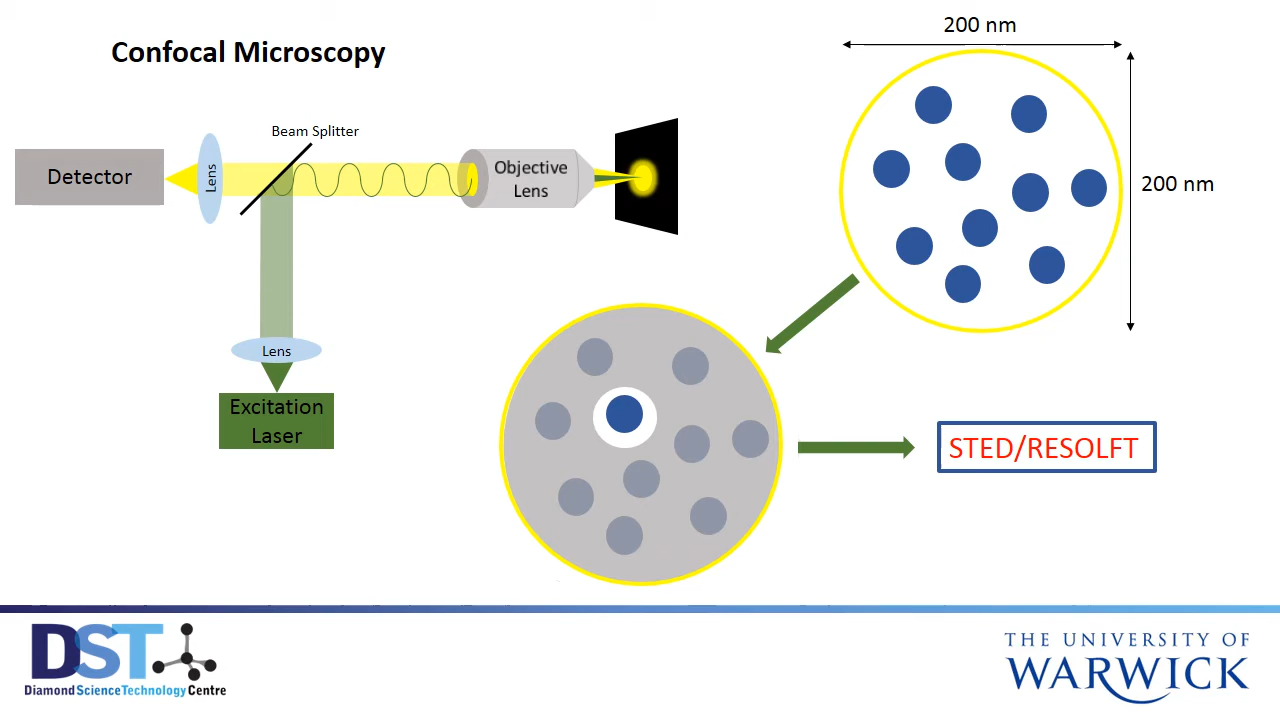 Confocal Microscopy
200 nm
Beam Splitter
Detector
Lens
Objective
Lens
200 nm
Lens
Excitation
Laser
STED/RESOLFT
DST
Diamond Science Technology Centre
THE UNIVERSITY OF
WARWICK